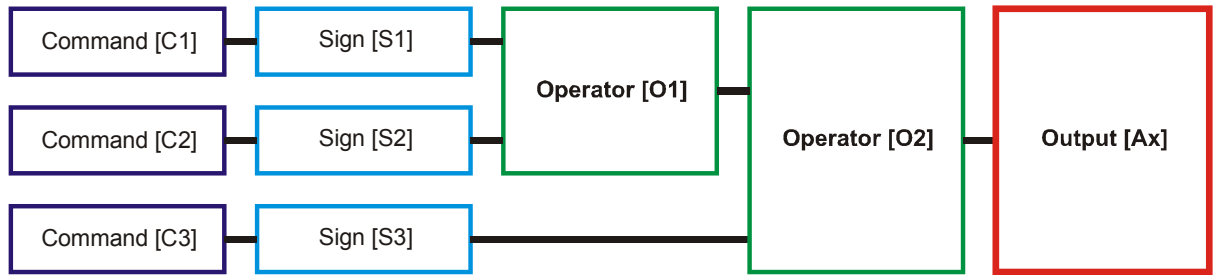 Command [C1]
Sign [S1]
Operator [O1]
Command [C2]
Sign [S2]
Operator [O2]
Output [Ax]
Command [C3]
Sign [S3]